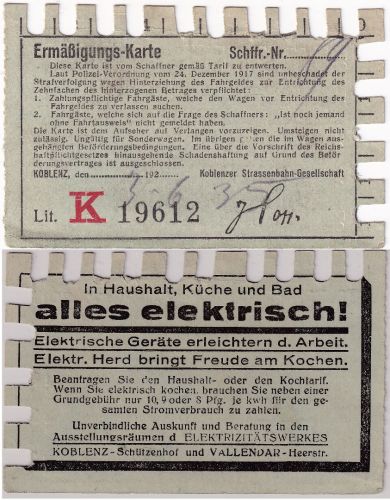 Ermäßigungs-Karte Schffr.-Nr.
Diese Karte ist vom Schaffner gemäß Tarif zu entwerten.
Laut Polizei-Verordnung vom 24. Dezember 1917 sind unbeschadet der
Strafverfolgung wegen Hinterziehung des Fahrgeldes zur Entrichtung des
Zehnfachen des hinterzogenen Betrages verpflichtet:
1. Zahlungspflichtige Fahrgäste, welche den Wagen vor Entrichtung des
Fahrgeldes zu verlassen suchen.
2. Fahrgäste, welche sich auf die Frage des Schaffners: „Ist noch jemand
ohne Fahrtausweis" nicht gemeldet haben.
Die Karte ist dem Aufseher auf Verlangen vorzuzeigen. Umsteigen nicht
zulässig. Ungültig für Sonderwagen. Im übrigen gelten die im Wagen aus-
gehängten Beförderungsbedingungen. Eine über die Vorschrift des Reichs-
haftpflichtgesetzes hinausgehende Schadenshaftung auf Grund des Beför-
derungsvertrages ist ausgeschlossen.
KOBLENZ, den 192 Koblenzer Strassenbahn-Gesellschaft
3 6 35
Lit. K 19612
In Haushalt, Küche und Bad
alles elektrisch!
Elektrische Geräte erleichtern d. Arbeit.
Elektr. Herd bringt Freude am Kochen.
Beantragen Sie den Haushalt- oder den Kochtarif.
Wenn Sie elektrisch kochen, brauchen Sie neben einer
Grundgebühr nur 10, 9 oder 8 Pfg. je kwh für den ge-
samten Stromverbrauch zu zahlen.
Unverbindliche Auskunft und Beratung in den
Ausstellungsräumen d ELEKTRIZITÄTSWERKES
KOBLENZ-Schützenhof und VALLENDAR-Heerstr.